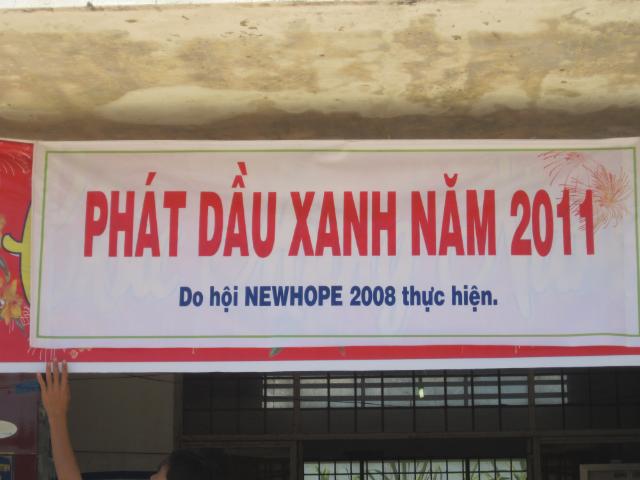 PHÁT DẦU XANH NĂM 2011
Do hội NEWHOPE 2008 thực hiện.